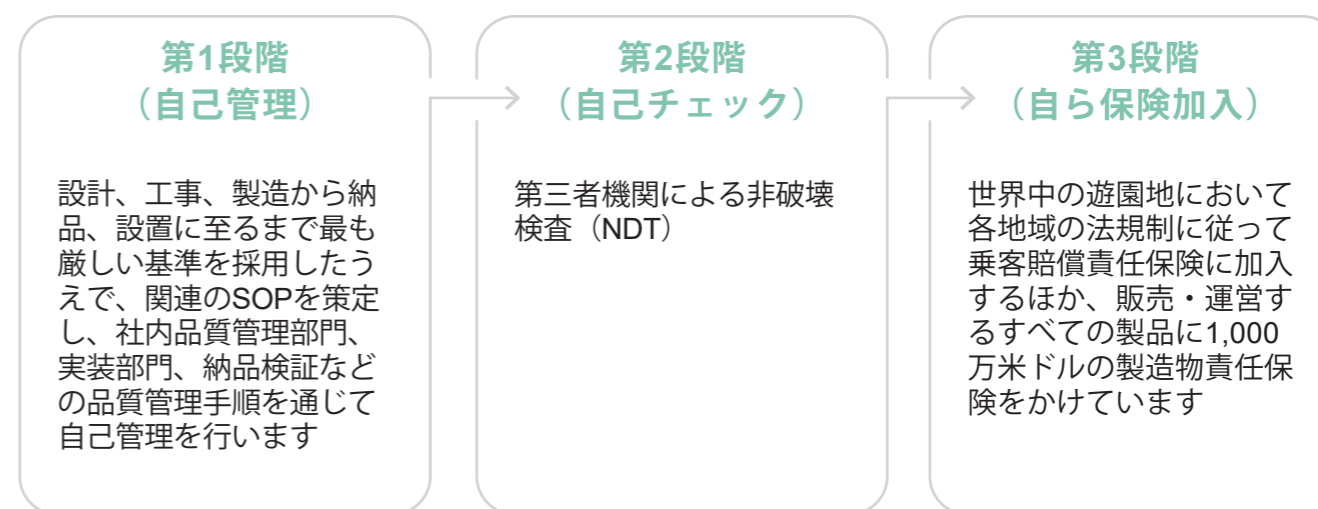 第1段階
（自己管理）
設計、工事、製造から納
品、設置に至るまで最も
厳しい基準を採用したう
えで、関連のSOPを策定
し、社内品質管理部門、
実装部門、納品検証など
の品質管理手順を通じて
自己管理を行います
第2段階
（自己チェック）
第三者機関による非破壊
検査（NDT）
第3段階
（自ら保険加入）
世界中の遊園地において
各地域の法規制に従って
乗客賠償責任保険に加入
するほか、販売・運営す
るすべての製品に1,000
万米ドルの製造物責任保
険をかけています